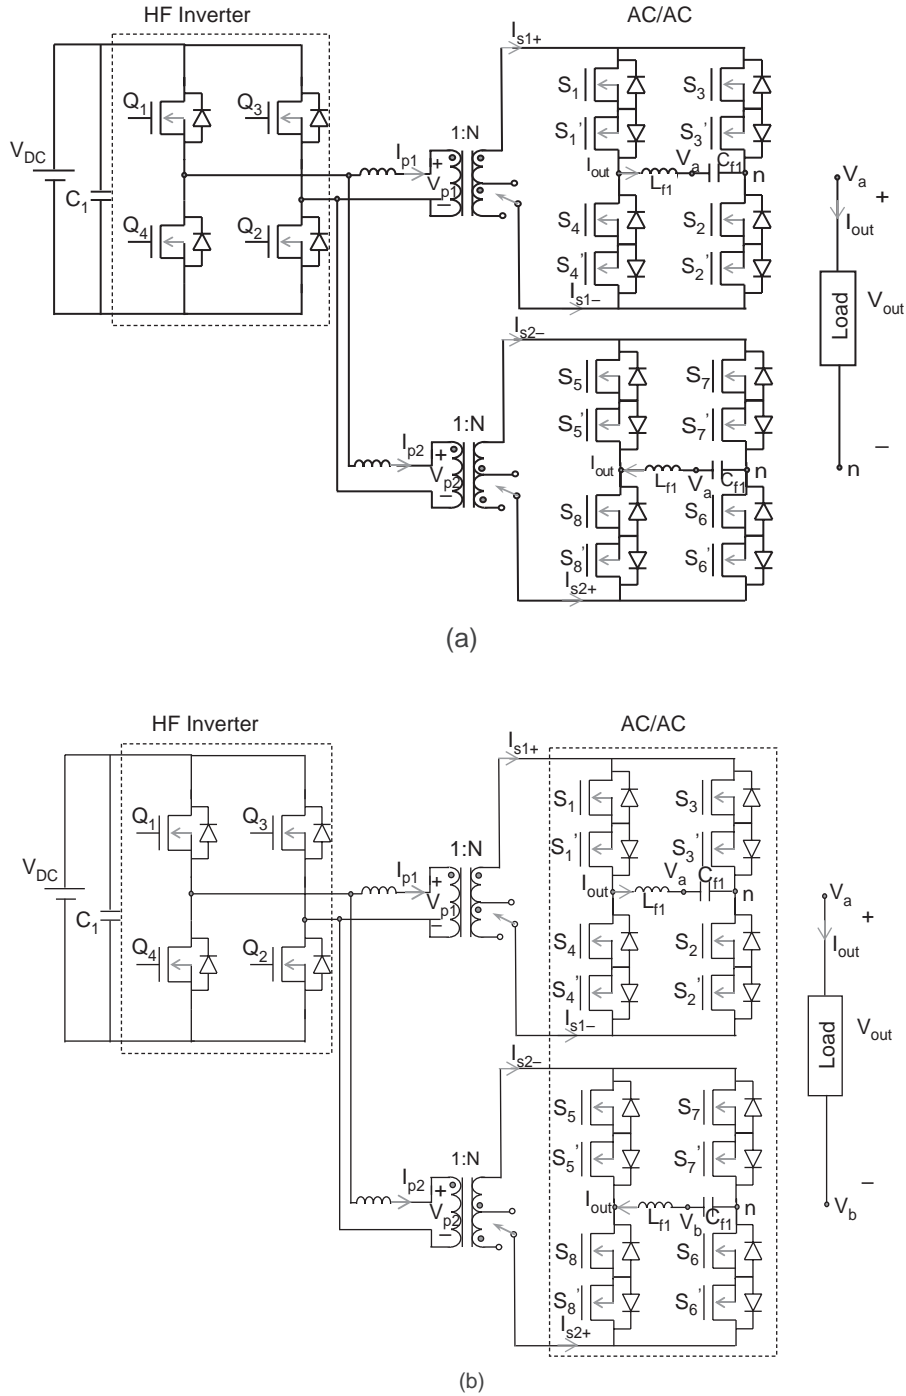 HF Inverter
AC/AC
I_s1+
Q_1
Q_3
S_1
S_3
V_DC
S_1'
S_3'
1:N
I_p1
+
V_p1
−
I_out
V_a
C_f1
n
L_f1
C_1
Q_4
Q_2
S_4
S_2
S_4'
S_2'
I_s1−
V_a
+
I_out
Load
V_out
−
n
I_s2−
S_5
S_7
S_5'
S_7'
1:N
I_p2
+
V_p2
−
I_out
L_f1
V_a
C_f1
n
S_8
S_6
S_8'
S_6'
I_s2+
(a)
HF Inverter
AC/AC
I_s1+
Q_1
Q_3
S_1
S_3
V_DC
S_1'
S_3'
1:N
I_p1
+
V_p1
−
I_out
V_a
C_f1
n
L_f1
C_1
Q_4
Q_2
S_4
S_2
S_4'
S_2'
I_s1−
V_a
+
I_out
Load
V_out
−
V_b
I_s2−
S_5
S_7
S_5'
S_7'
1:N
I_p2
+
V_p2
−
I_out
L_f1
V_b
C_f1
n
S_8
S_6
S_8'
S_6'
I_s2+
(b)